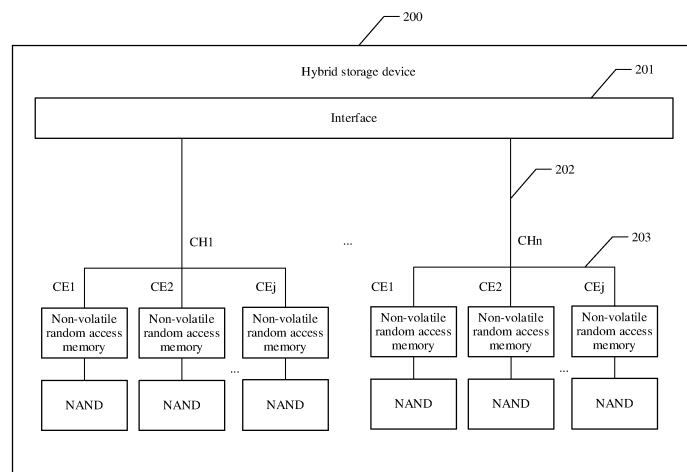 200
Hybrid storage device
201
Interface
202
CH1
...
CHn
203
CE1
CE2
CEj
CE1
CE2
CEj
Non-volatile
random access
memory
Non-volatile
random access
memory
Non-volatile
random access
memory
Non-volatile
random access
memory
Non-volatile
random access
memory
Non-volatile
random access
memory
...
...
NAND
NAND
NAND
NAND
NAND
NAND